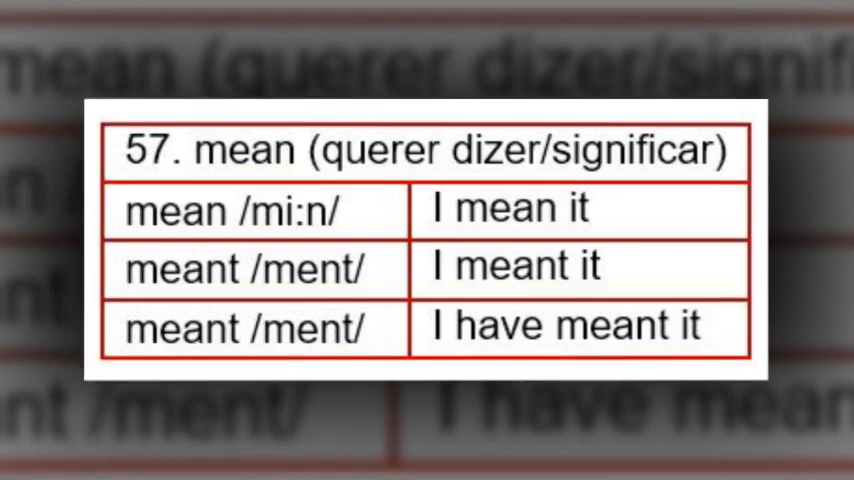 57. mean (querer dizer/significar)
mean /mi:n/ I mean it
meant /ment/ I meant it
meant /ment/ I have meant it